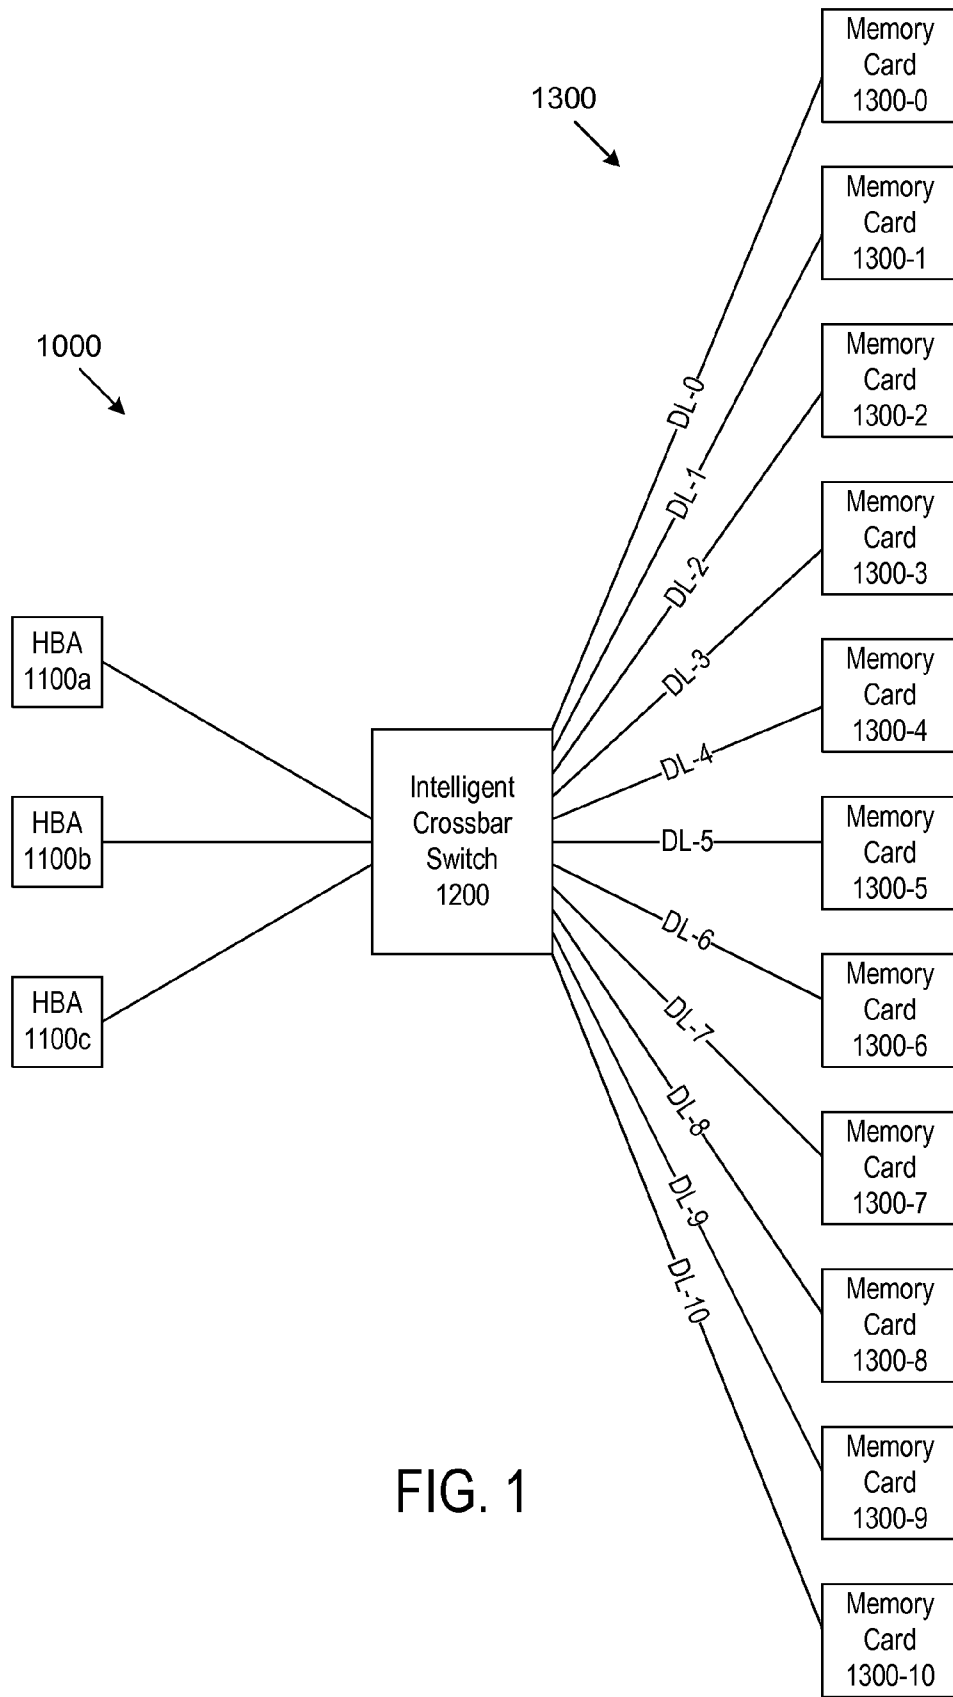 Memory
Card
1300-0
1300
Memory
Card
1300-1
1000
Memory
Card
1300-2
DL-0
DL-1
DL-2
Memory
Card
1300-3
HBA
1100a
DL-3
Memory
Card
1300-4
DL-4
Intelligent
Crossbar
Switch
1200
HBA
1100b
DL-5
Memory
Card
1300-5
DL-6
HBA
1100c
DL-7
Memory
Card
1300-6
DL-8
Memory
Card
1300-7
DL-9
DL-10
Memory
Card
1300-8
FIG. 1
Memory
Card
1300-9
Memory
Card
1300-10